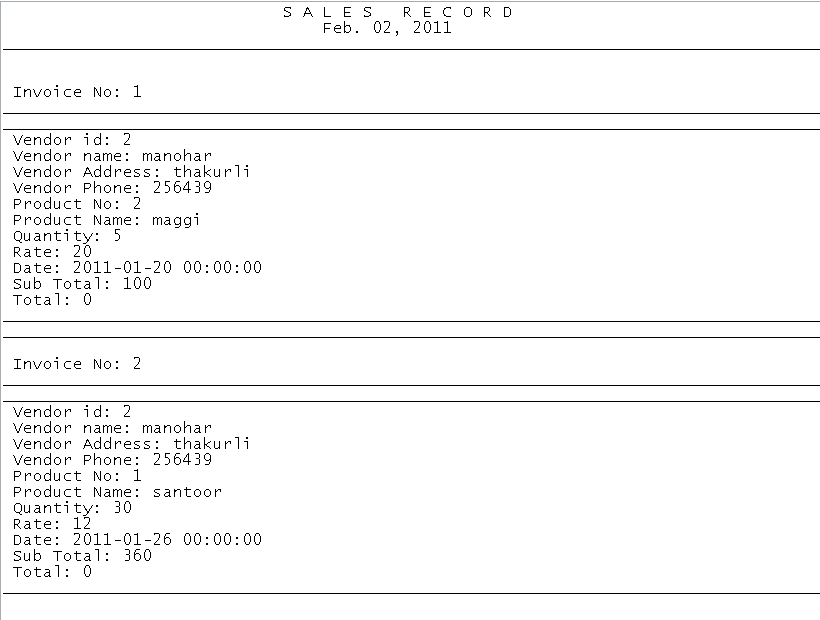 S A L E S   R E C O R D
Feb. 02, 2011
Invoice No: 1
Vendor id: 2
Vendor name: manohar
Vendor Address: thakurli
Vendor Phone: 256439
Product No: 2
Product Name: maggi
Quantity: 5
Rate: 20
Date: 2011-01-20 00:00:00
Sub Total: 100
Total: 0
Invoice No: 2
Vendor id: 2
Vendor name: manohar
Vendor Address: thakurli
Vendor Phone: 256439
Product No: 1
Product Name: santoor
Quantity: 30
Rate: 12
Date: 2011-01-26 00:00:00
Sub Total: 360
Total: 0